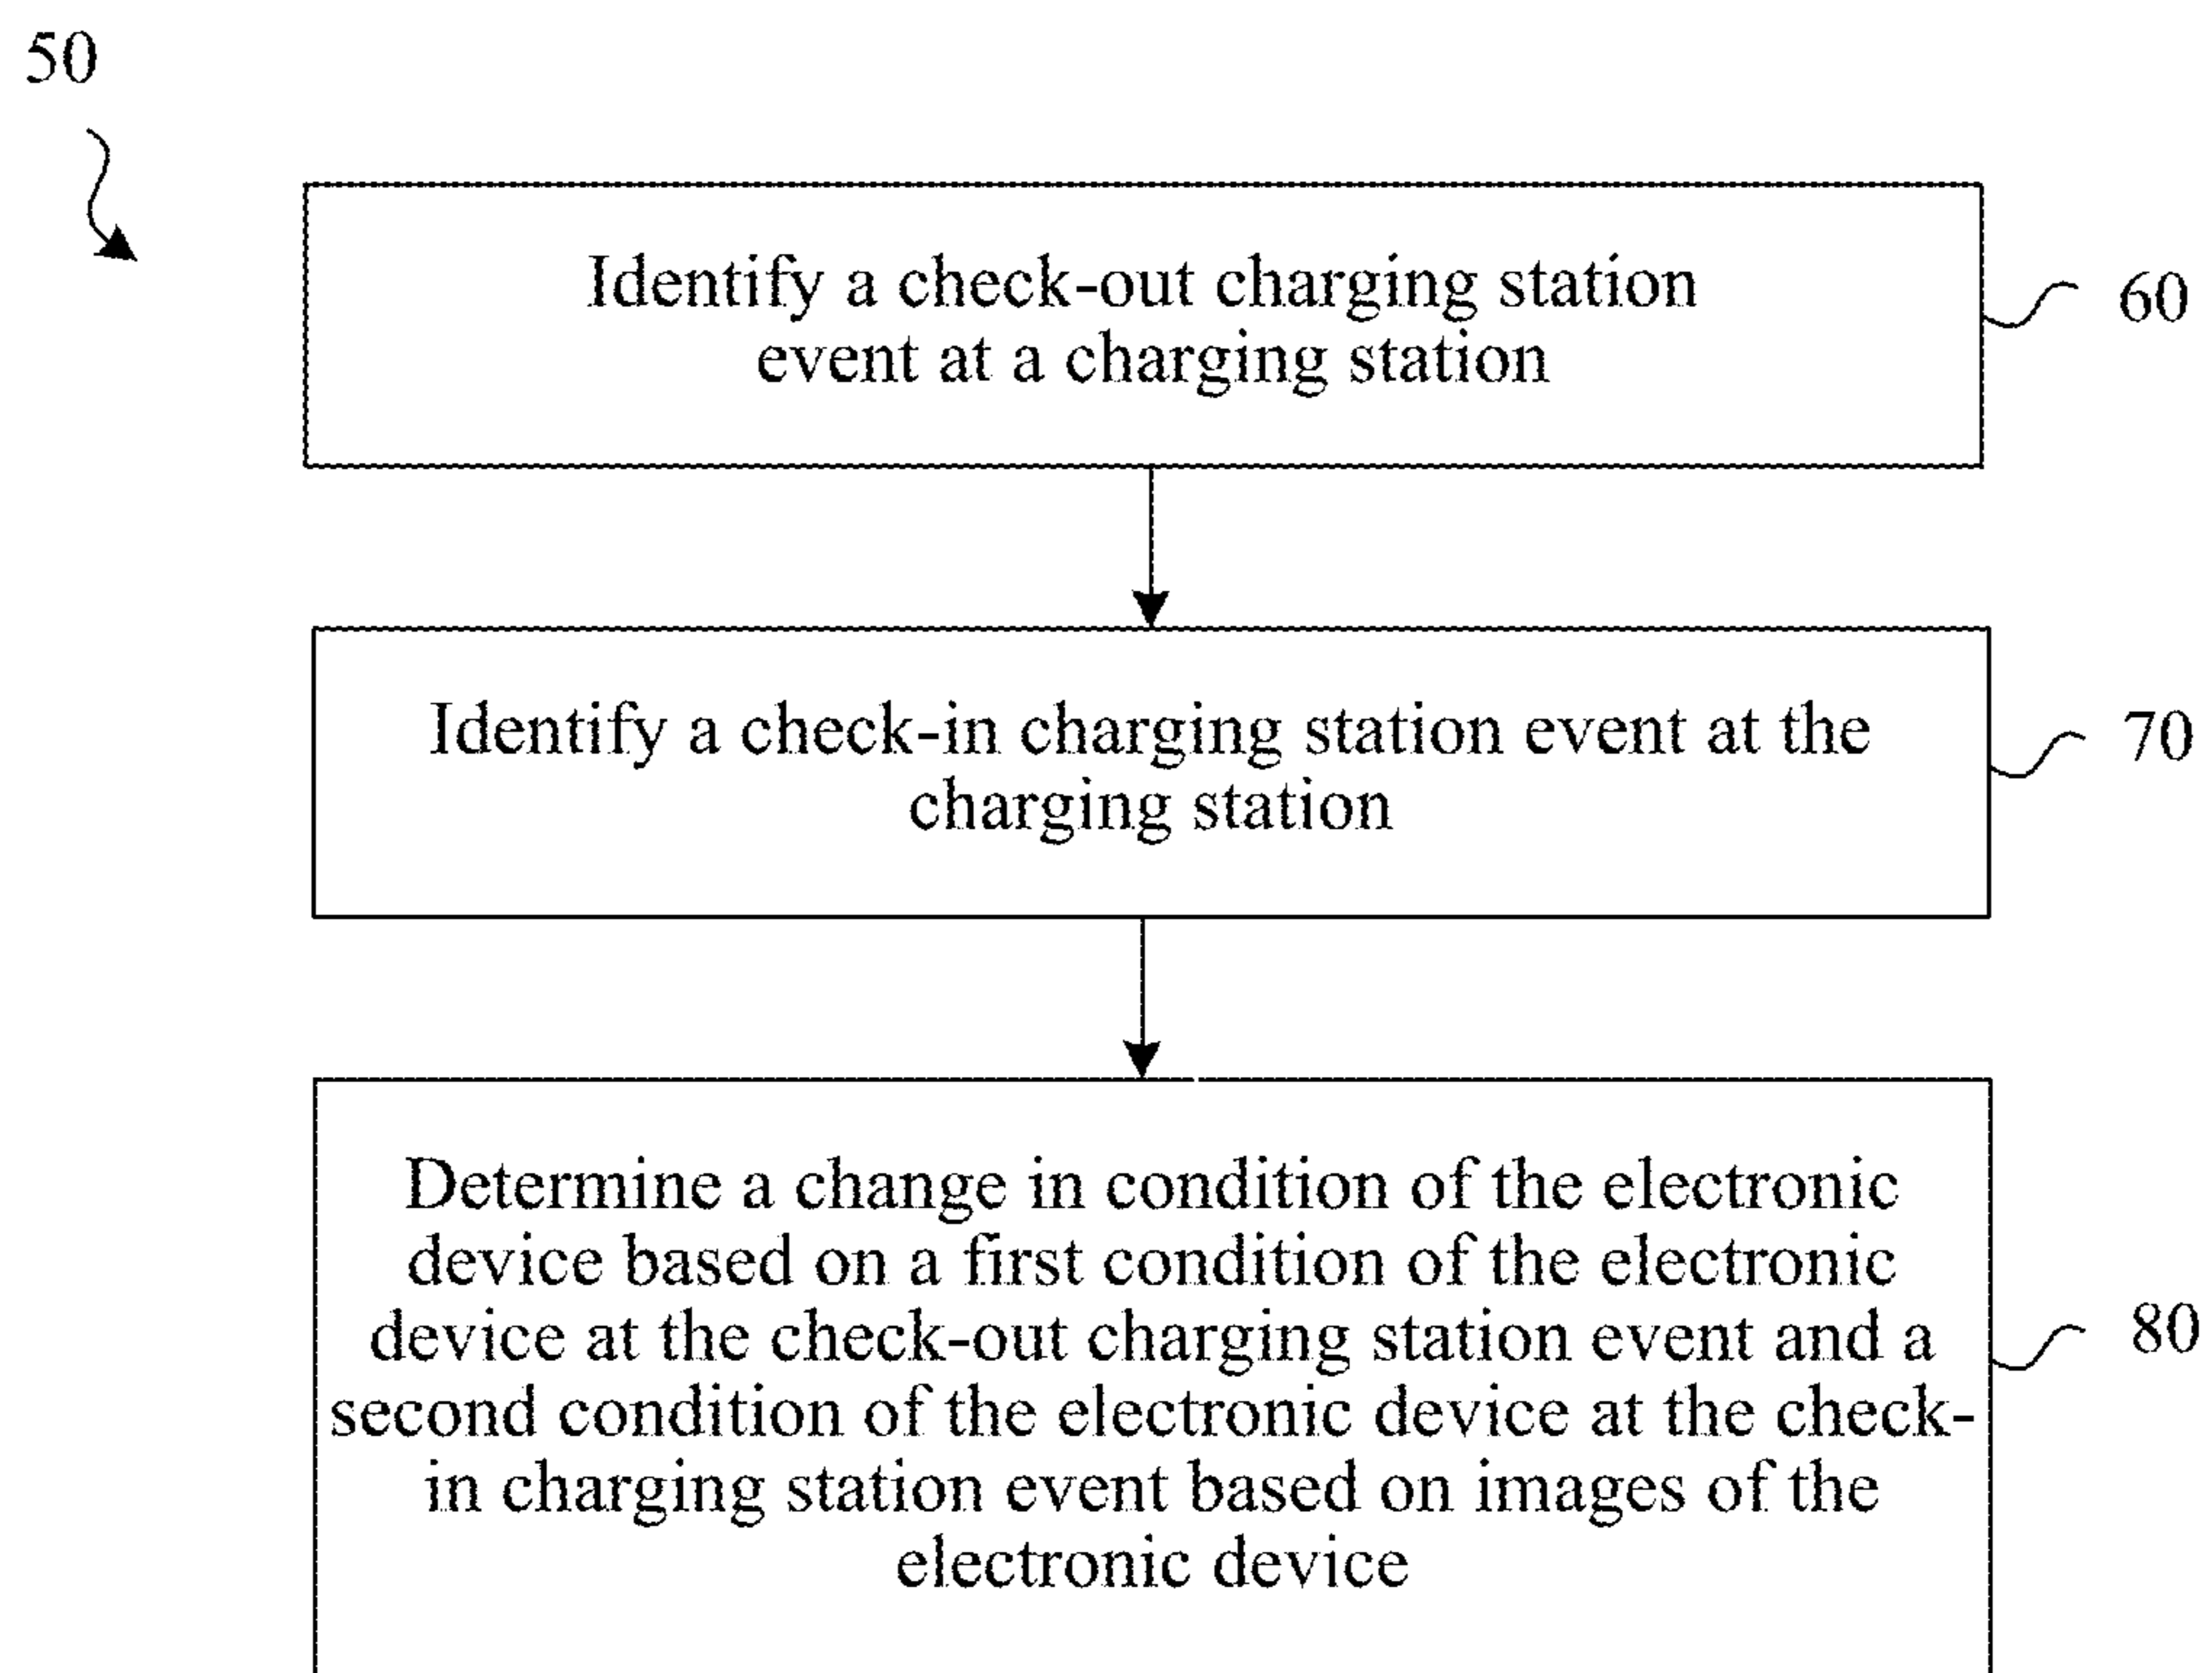 50
Identify a check-out charging station
event at a charging station
60
Identify a check-in charging station event at the
charging station
70
Determine a change in condition of the electronic
device based on a first condition of the electronic
device at the check-out charging station event and a
second condition of the electronic device at the check-
in charging station event based on images of the
electronic device
80